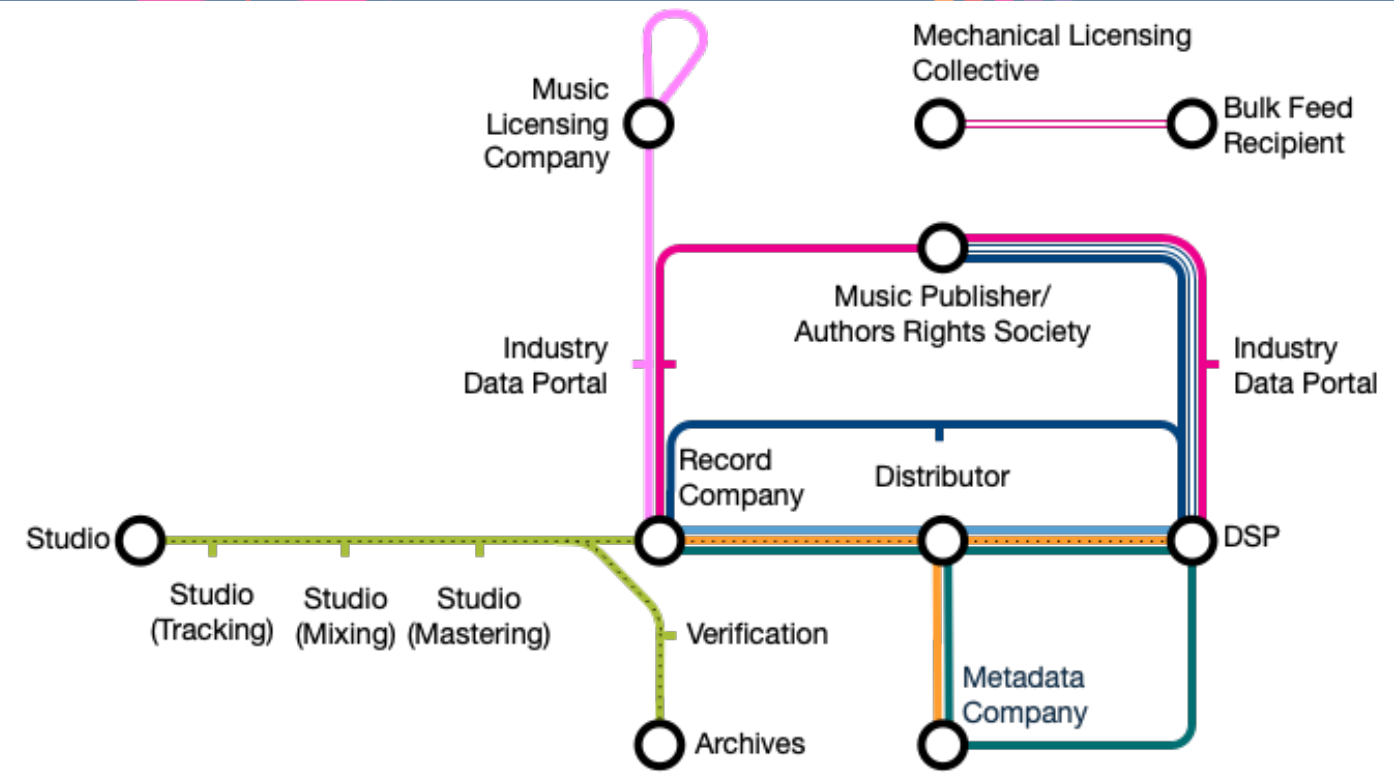 Mechanical Licensing
Collective
Music
Licensing
Company
Bulk Feed
Recipient
Music Publisher/
Authors Rights Society
Industry
Data Portal
Industry
Data Portal
Record
Company
Distributor
Studio
DSP
Studio
(Tracking)
Studio
(Mixing)
Studio
(Mastering)
Verification
Metadata
Company
Archives